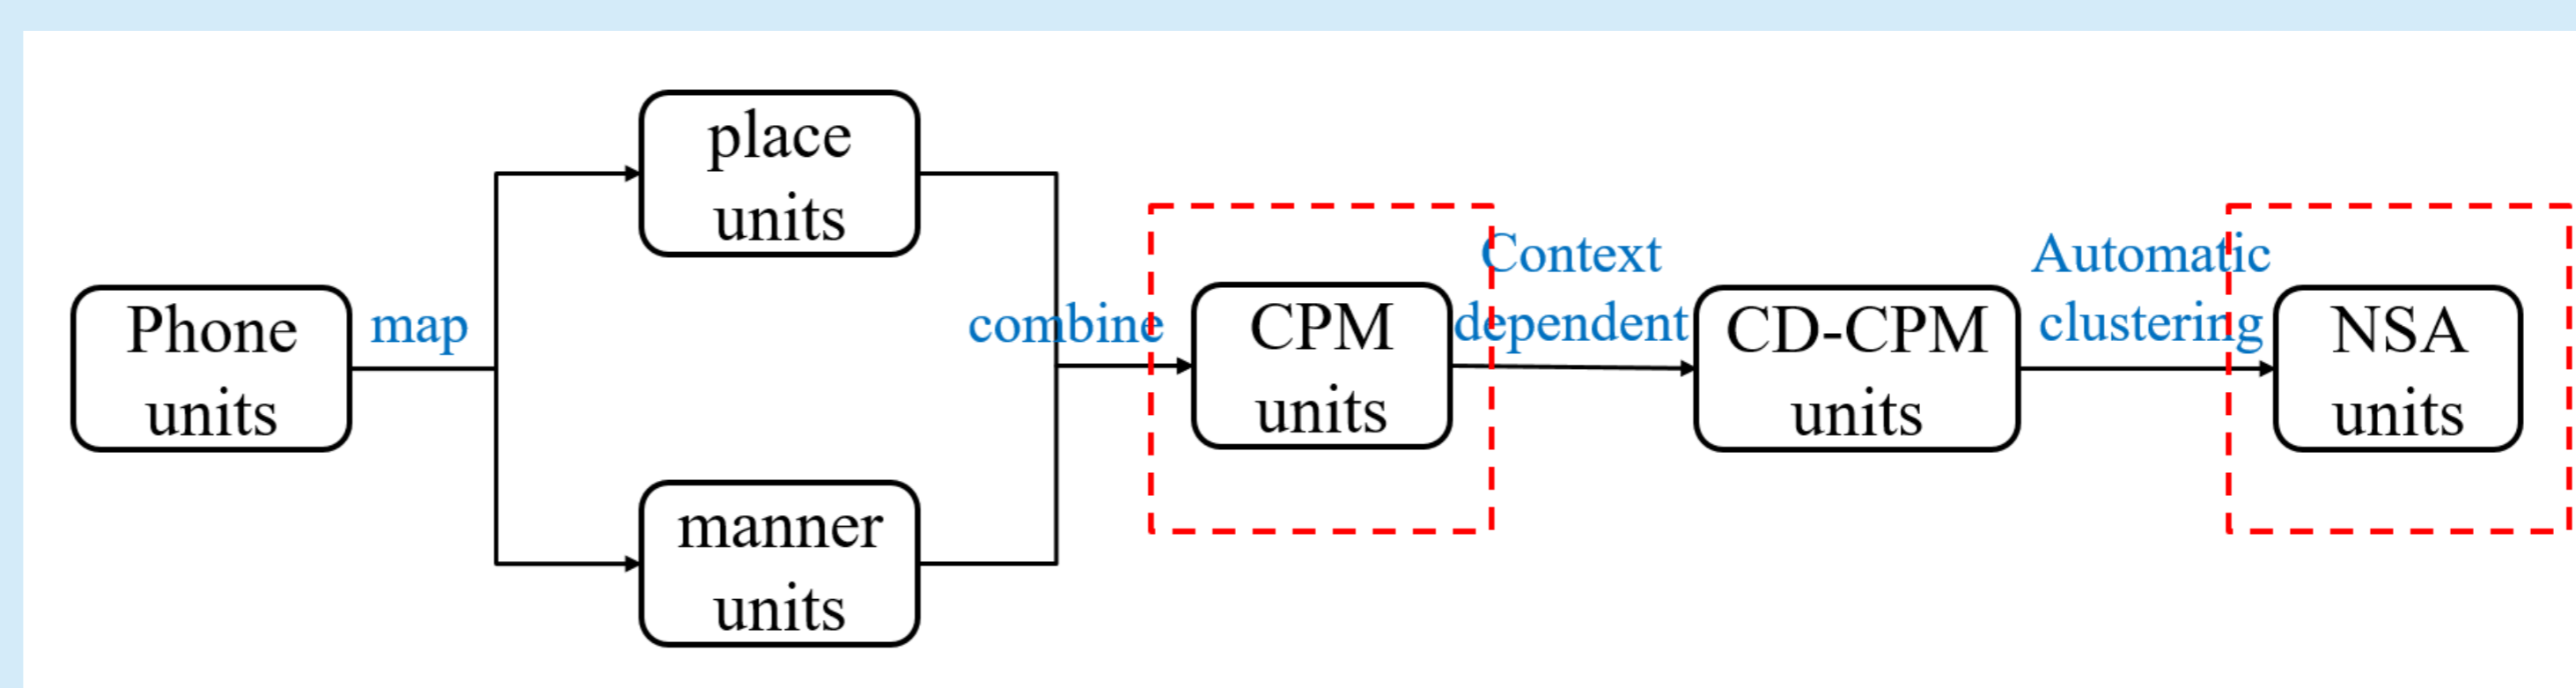 Phone
units
map
place
units
manner
units
combine
CPM
units
Context
dependent
CD-CPM
units
Automatic
clustering
NSA
units